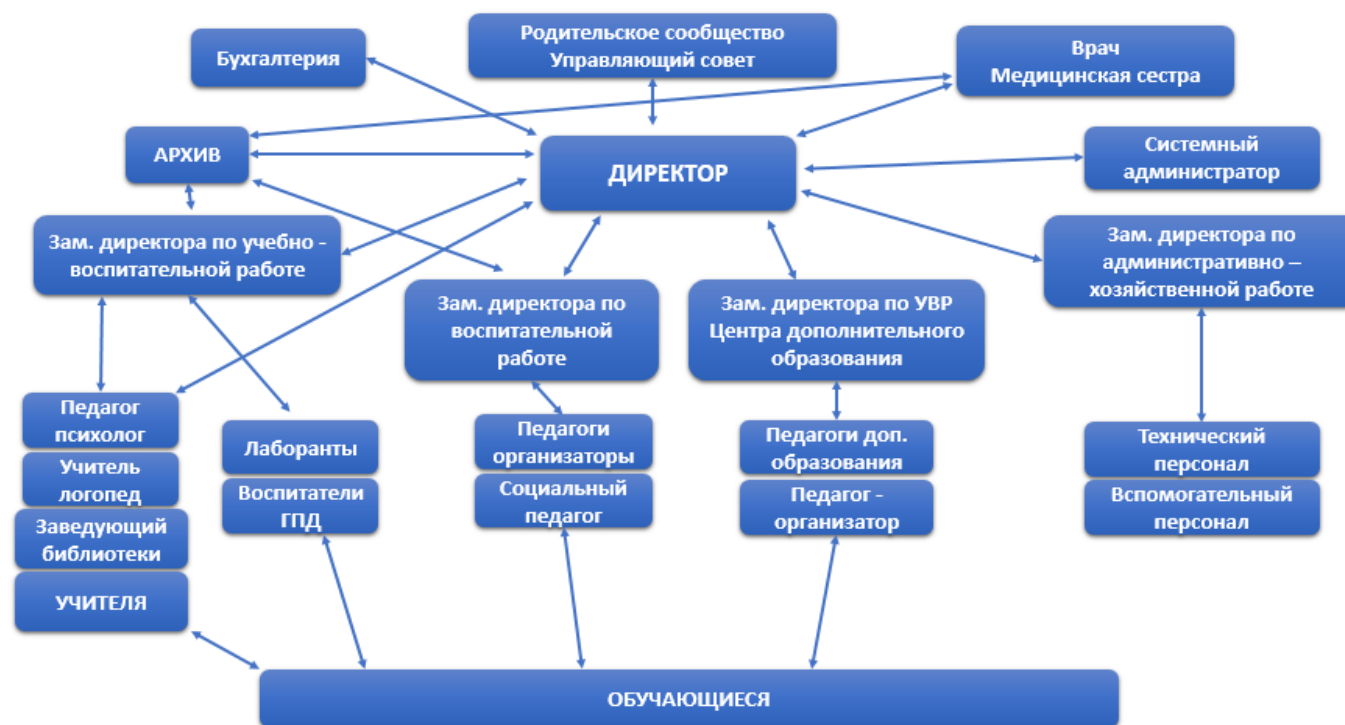 Бухгалтерия
Родительское сообщество
Управляющий совет
Врач
Медицинская сестра
АРХИВ
ДИРЕКТОР
Системный
администратор
Зам. директора по учебно -
воспитательной работе
Зам. директора по
воспитательной
работе
Зам. директора по УВР
Центра дополнительного
образования
Зам. директора по
административно –
хозяйственной работе
Педагог
психолог
Учитель
логопед
Заведующий
библиотеки
УЧИТЕЛЯ
Лаборанты
Воспитатели
ГПД
Педагоги
организаторы
Социальный
педагог
Педагоги доп.
образования
Педагог -
организатор
Технический
персонал
Вспомогательный
персонал
ОБУЧАЮЩИЕСЯ